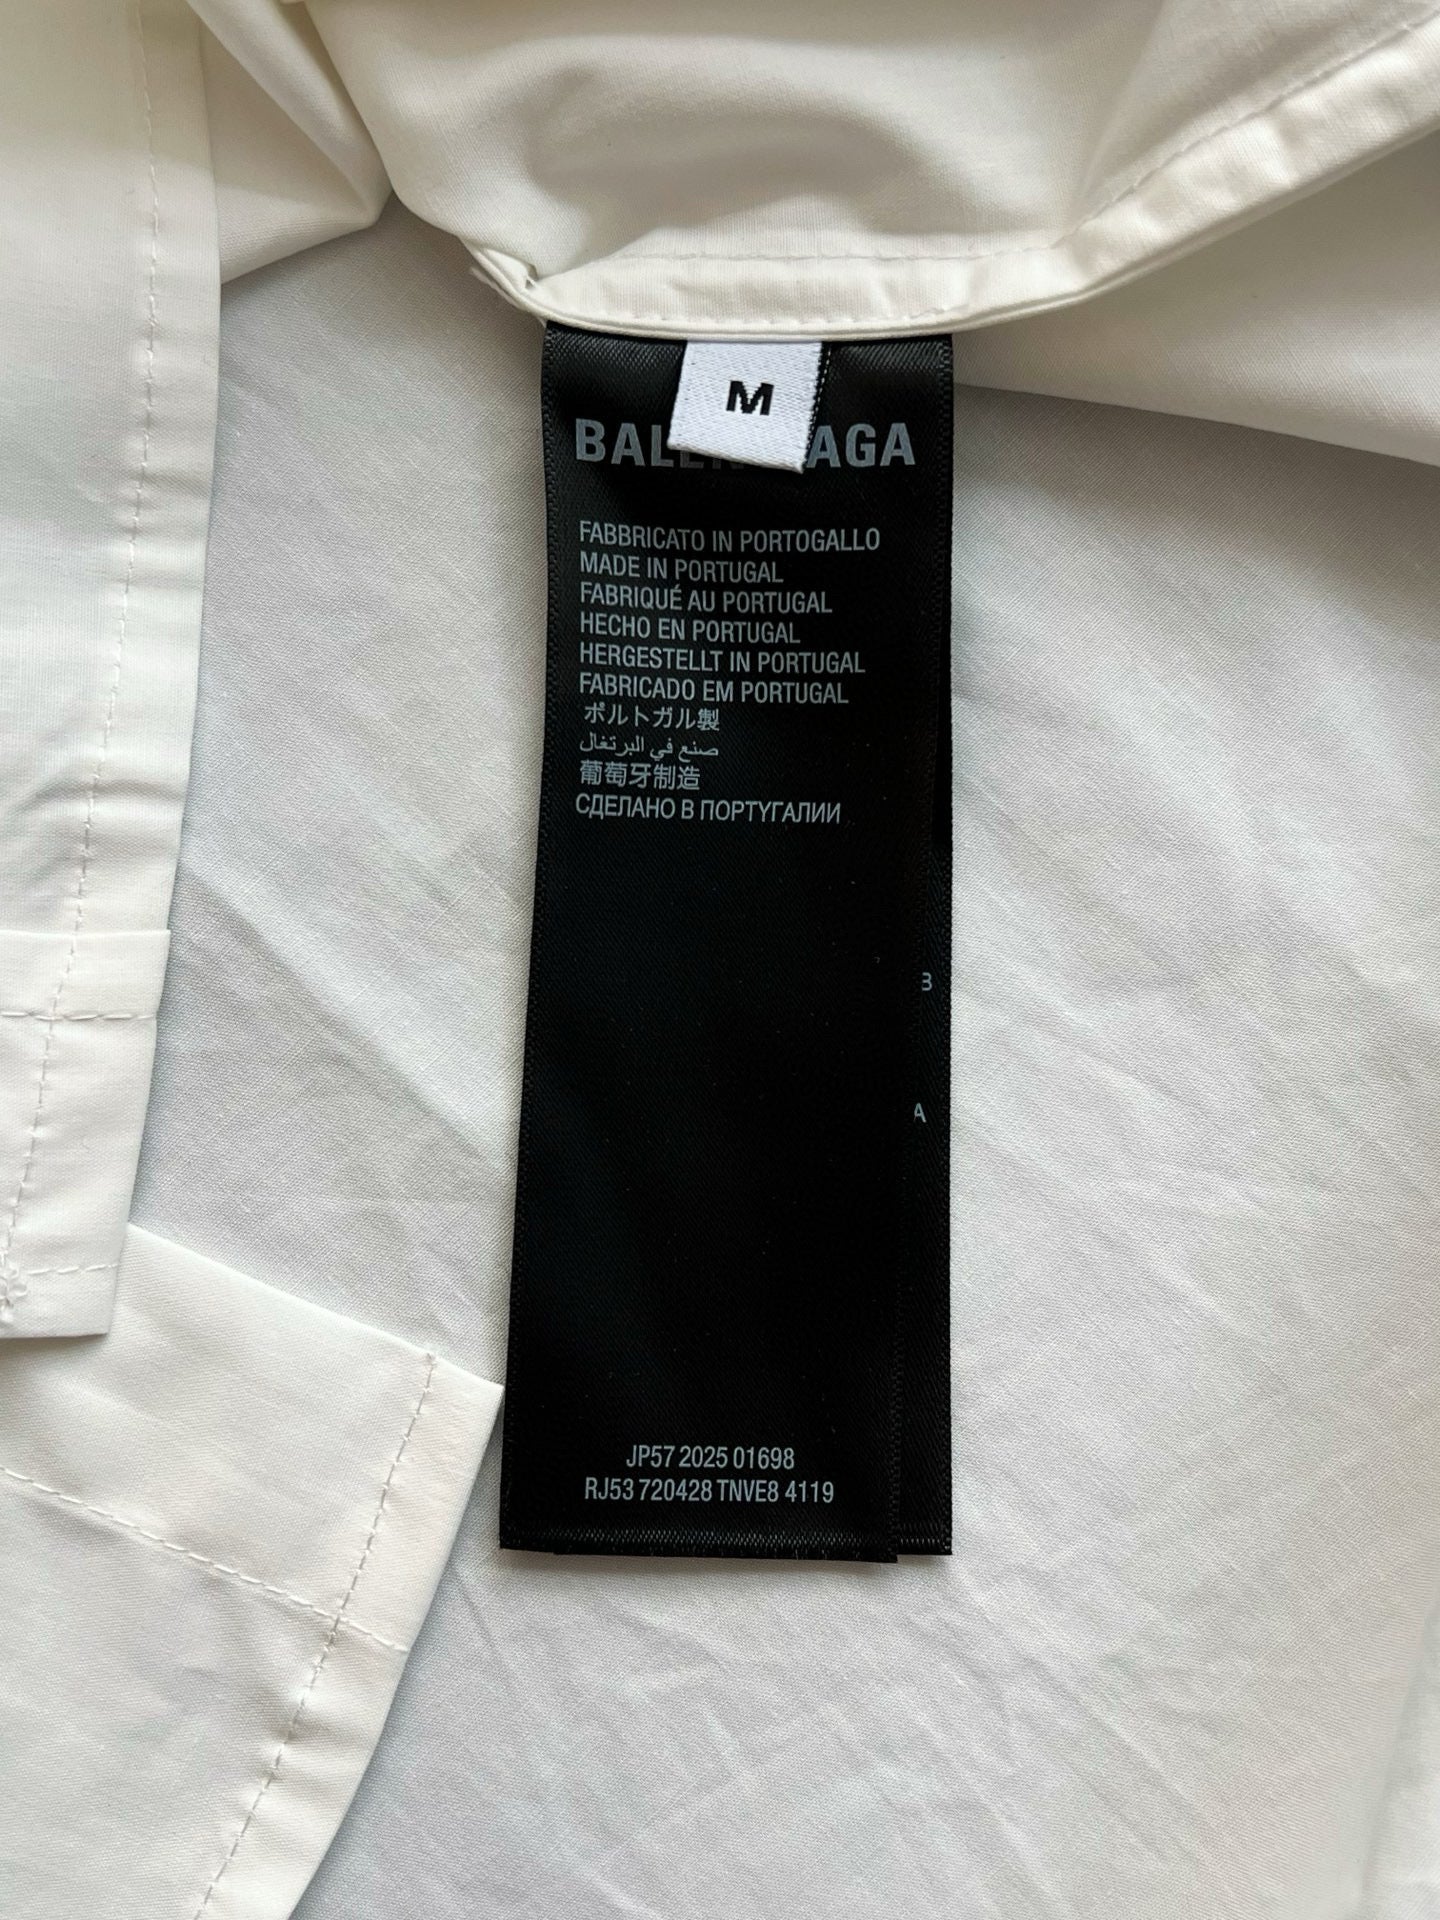 M
FABBRICATO IN PORTOGALLO
MADE IN PORTUGAL
FABRIQUÉ AU PORTUGAL
HECHO EN PORTUGAL
HERGESTELLT IN PORTUGAL
FABRICADO EM PORTUGAL
ポルトガル製
صنع في البرتغال
葡萄牙制造
СДЕЛАНО В ПОРТУГАЛИИ
B
A
JP57 2025 01698
RJ53 720428 TNVE8 4119